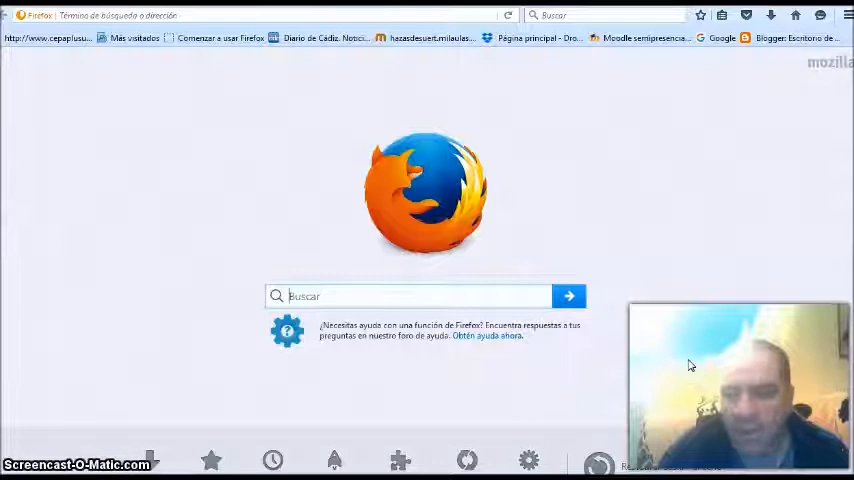 Firefox
Término de búsqueda o dirección
Buscar
http://www.cepaplusu...
Más visitados
Comenzar a usar Firefox
Diario de Cádiz. Notici...
hazasdesuert.milaulas...
Página principal - Dro...
Moodle semipresencia...
Google
Blogger: Escritorio de ...
mozilla
Buscar
¿Necesitas ayuda con una función de Firefox? Encuentra respuestas a tus
preguntas en nuestro foro de ayuda. Obtén ayuda ahora.
Screencast-O-Matic.com